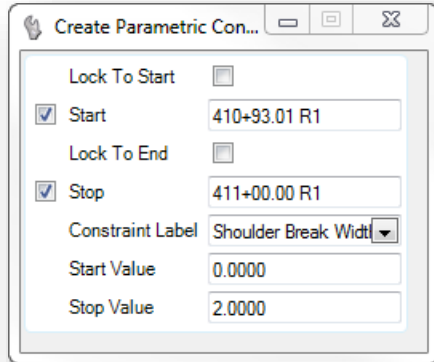 Create Parametric Con...
Lock To Start
Start 410+93.01 R1
Lock To End
Stop 411+00.00 R1
Constraint Label Shoulder Break Widt
Start Value 0.0000
Stop Value 2.0000